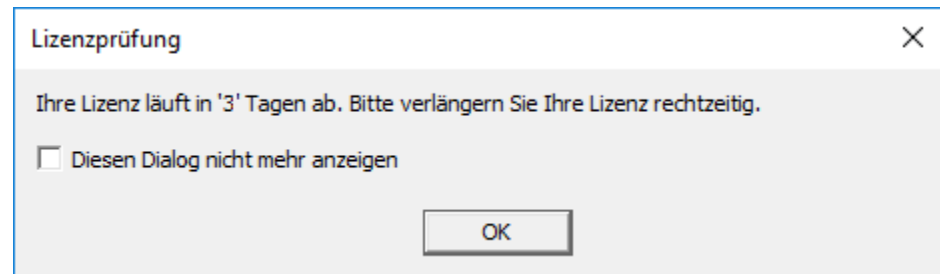 Lizenzprüfung
Ihre Lizenz läuft in '3' Tagen ab. Bitte verlängern Sie Ihre Lizenz rechtzeitig.
Diesen Dialog nicht mehr anzeigen
OK